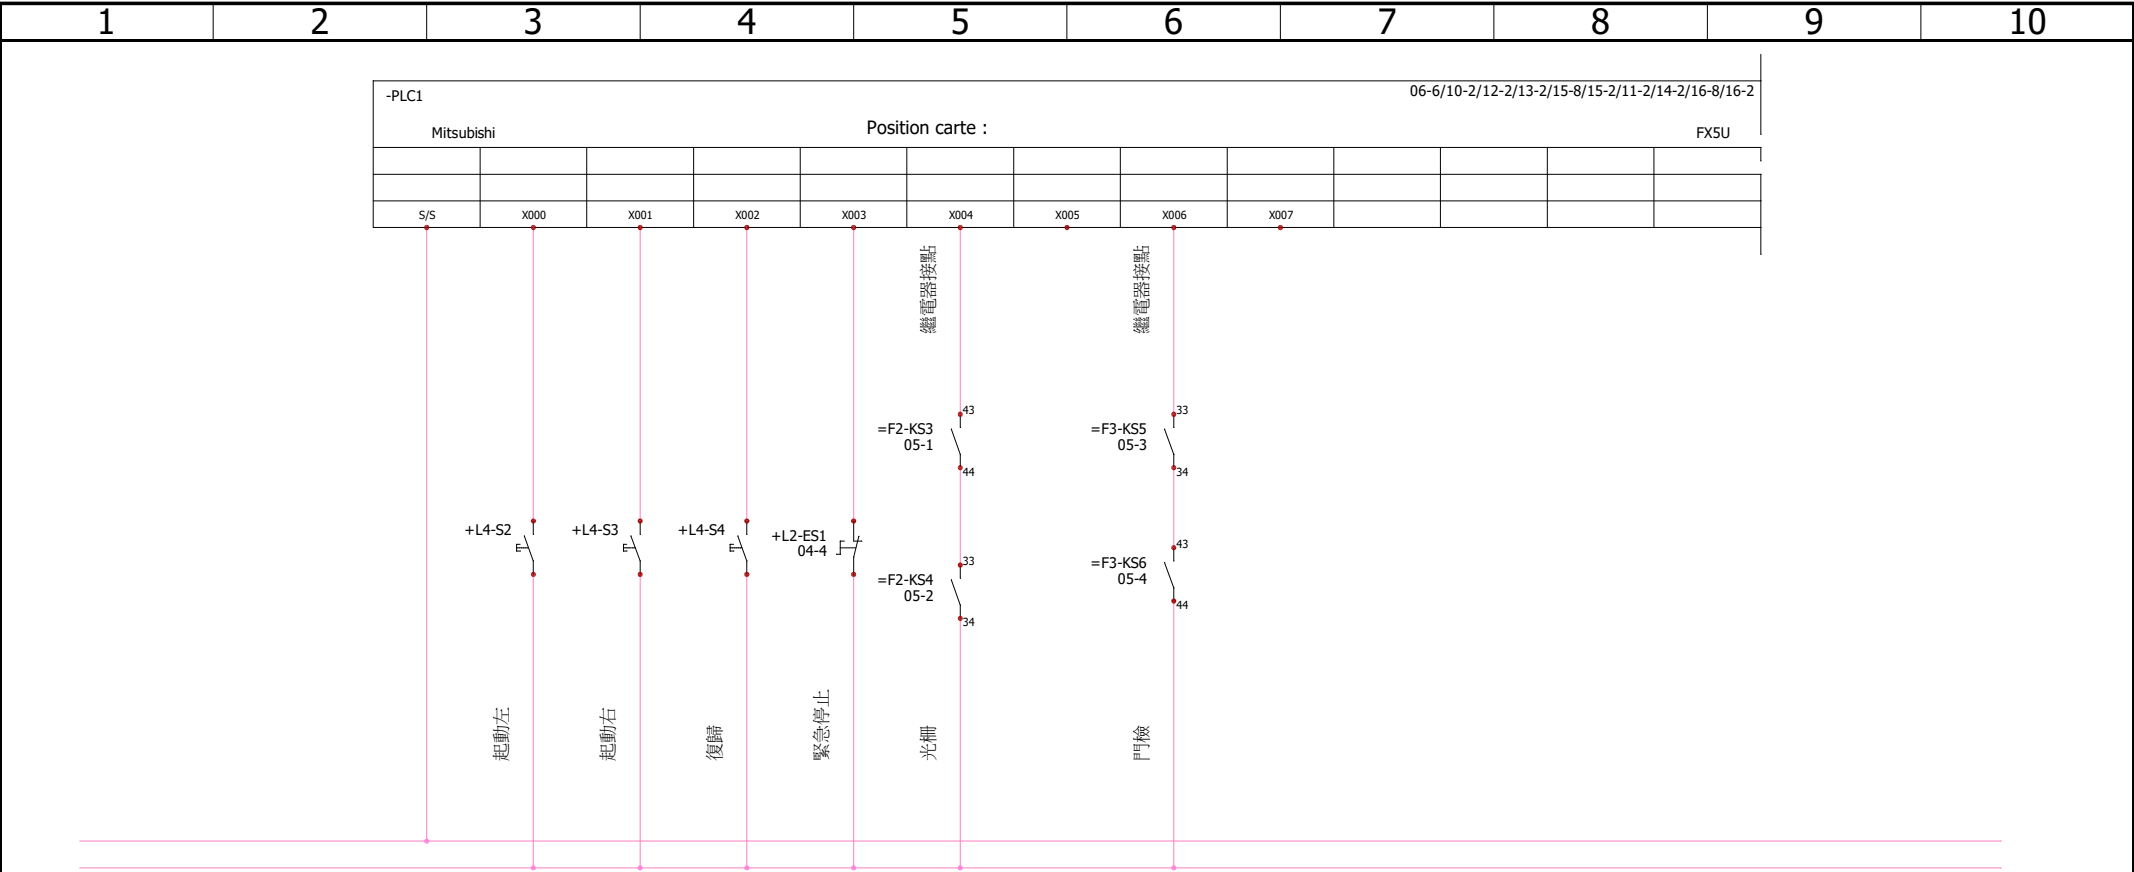 1 2 3 4 5 6 7 8 9 10
-PLC1 06-6/10-2/12-2/13-2/15-8/15-2/11-2/14-2/16-8/16-2
Mitsubishi Position carte : FX5U
S/S X000 X001 X002 X003 X004 X005 X006 X007
繼電器接點 繼電器接點
43 33
=F2-KS3 =F3-KS5
05-1 05-3
44 34
+L4-S2 +L4-S3 +L4-S4 +L2-ES1
04-4
43
33
=F3-KS6
05-4
=F2-KS4
05-2
44
34
起動左 起動右 復歸 緊急停止 光柵 門檢